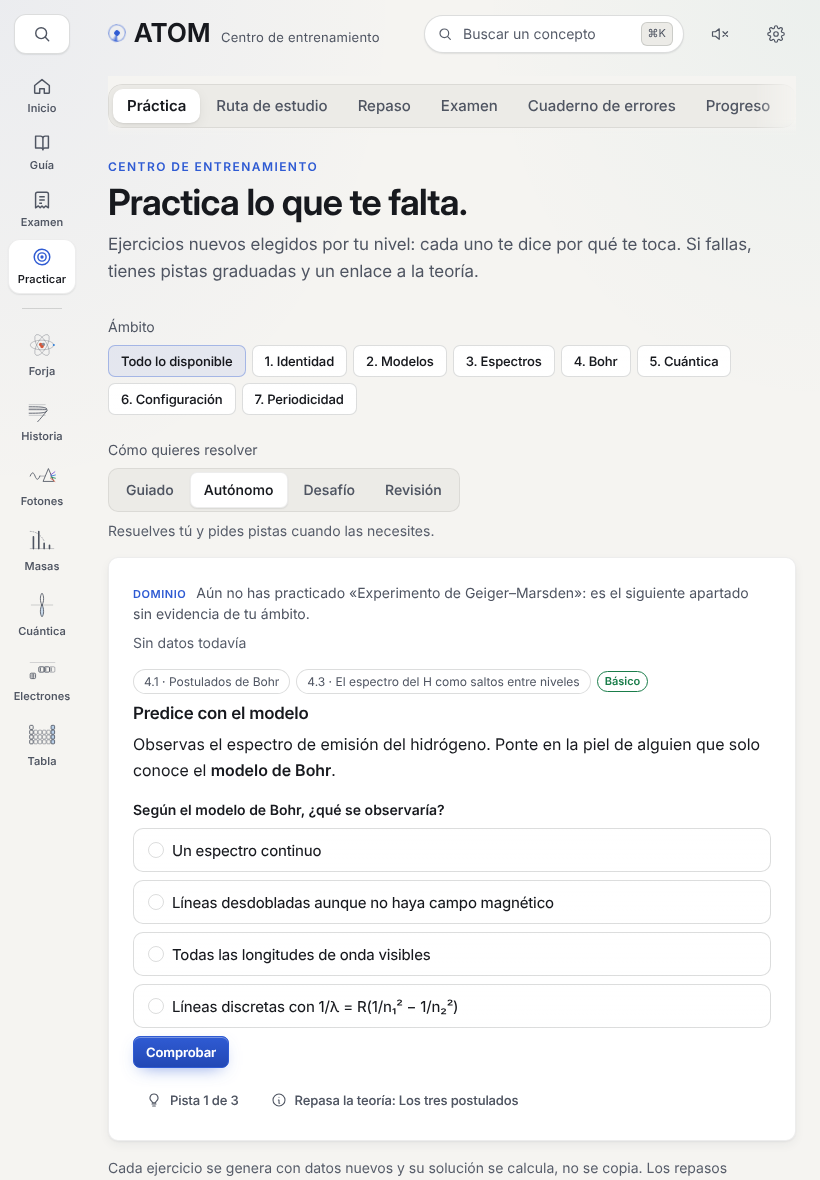 ATOM Centro de entrenamiento
Buscar un concepto ⌘K
Inicio
Guía
Examen
Practicar
Forja
Historia
Fotones
Masas
Cuántica
Electrones
Tabla
Práctica Ruta de estudio Repaso Examen Cuaderno de errores Progreso
CENTRO DE ENTRENAMIENTO
Practica lo que te falta.
Ejercicios nuevos elegidos por tu nivel: cada uno te dice por qué te toca. Si fallas,
tienes pistas graduadas y un enlace a la teoría.
Ámbito
Todo lo disponible 1. Identidad 2. Modelos 3. Espectros 4. Bohr 5. Cuántica
6. Configuración 7. Periodicidad
Cómo quieres resolver
Guiado Autónomo Desafío Revisión
Resuelves tú y pides pistas cuando las necesites.
DOMINIO Aún no has practicado «Experimento de Geiger–Marsden»: es el siguiente apartado
sin evidencia de tu ámbito.
Sin datos todavía
4.1 · Postulados de Bohr 4.3 · El espectro del H como saltos entre niveles Básico
Predice con el modelo
Observas el espectro de emisión del hidrógeno. Ponte en la piel de alguien que solo
conoce el modelo de Bohr.
Según el modelo de Bohr, ¿qué se observaría?
Un espectro continuo
Líneas desdobladas aunque no haya campo magnético
Todas las longitudes de onda visibles
Líneas discretas con 1/λ = R(1/n₁² − 1/n₂²)
Comprobar
Pista 1 de 3 Repasa la teoría: Los tres postulados
Cada ejercicio se genera con datos nuevos y su solución se calcula, no se copia. Los repasos